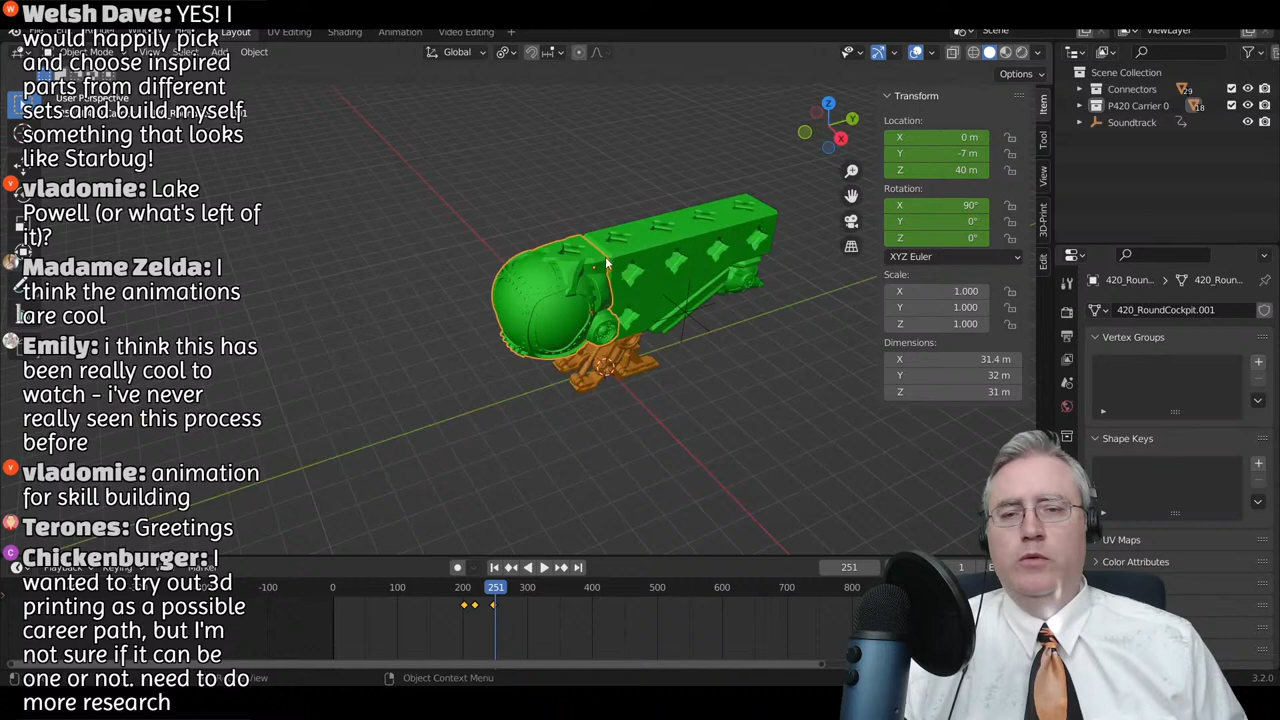 Welsh Dave: YES! I
would happily pick
and choose inspired
parts from different
sets and build myself
something that looks
like Starbug!
vladomie: Lake
Powell (or what's left of
it)?
Madame Zelda: I
think the animations
are cool
Emily: i think this has
been really cool to
watch - i've never
really seen this process
before
vladomie: animation
for skill building
Terones: Greetings
Chickenburger: I
wanted to try out 3d
printing as a possible
career path, but I'm
not sure if it can be
one or not. need to do
more research
Layout UV Editing Shading Animation Video Editing +
Scene
ViewLayer
Object
Global
Options
User Perspective
Transform
Location:
X 0 m
Y -7 m
Z 40 m
Rotation:
X 90°
Y 0°
Z 0°
XYZ Euler
Scale:
X 1.000
Y 1.000
Z 1.000
Dimensions:
X 31.4 m
Y 32 m
Z 31 m
Item
Tool
View
3D-Print
Edit
Z
Y
X
Scene Collection
Connectors 29
P420 Carrier 0 18
Soundtrack
420_Roun... 420_Roun...
420_RoundCockpit.001
Vertex Groups
Shape Keys
UV Maps
Color Attributes
251 1
-100 0 100 200 251 300 400 500 600 700 800
Object Context Menu
3.2.0